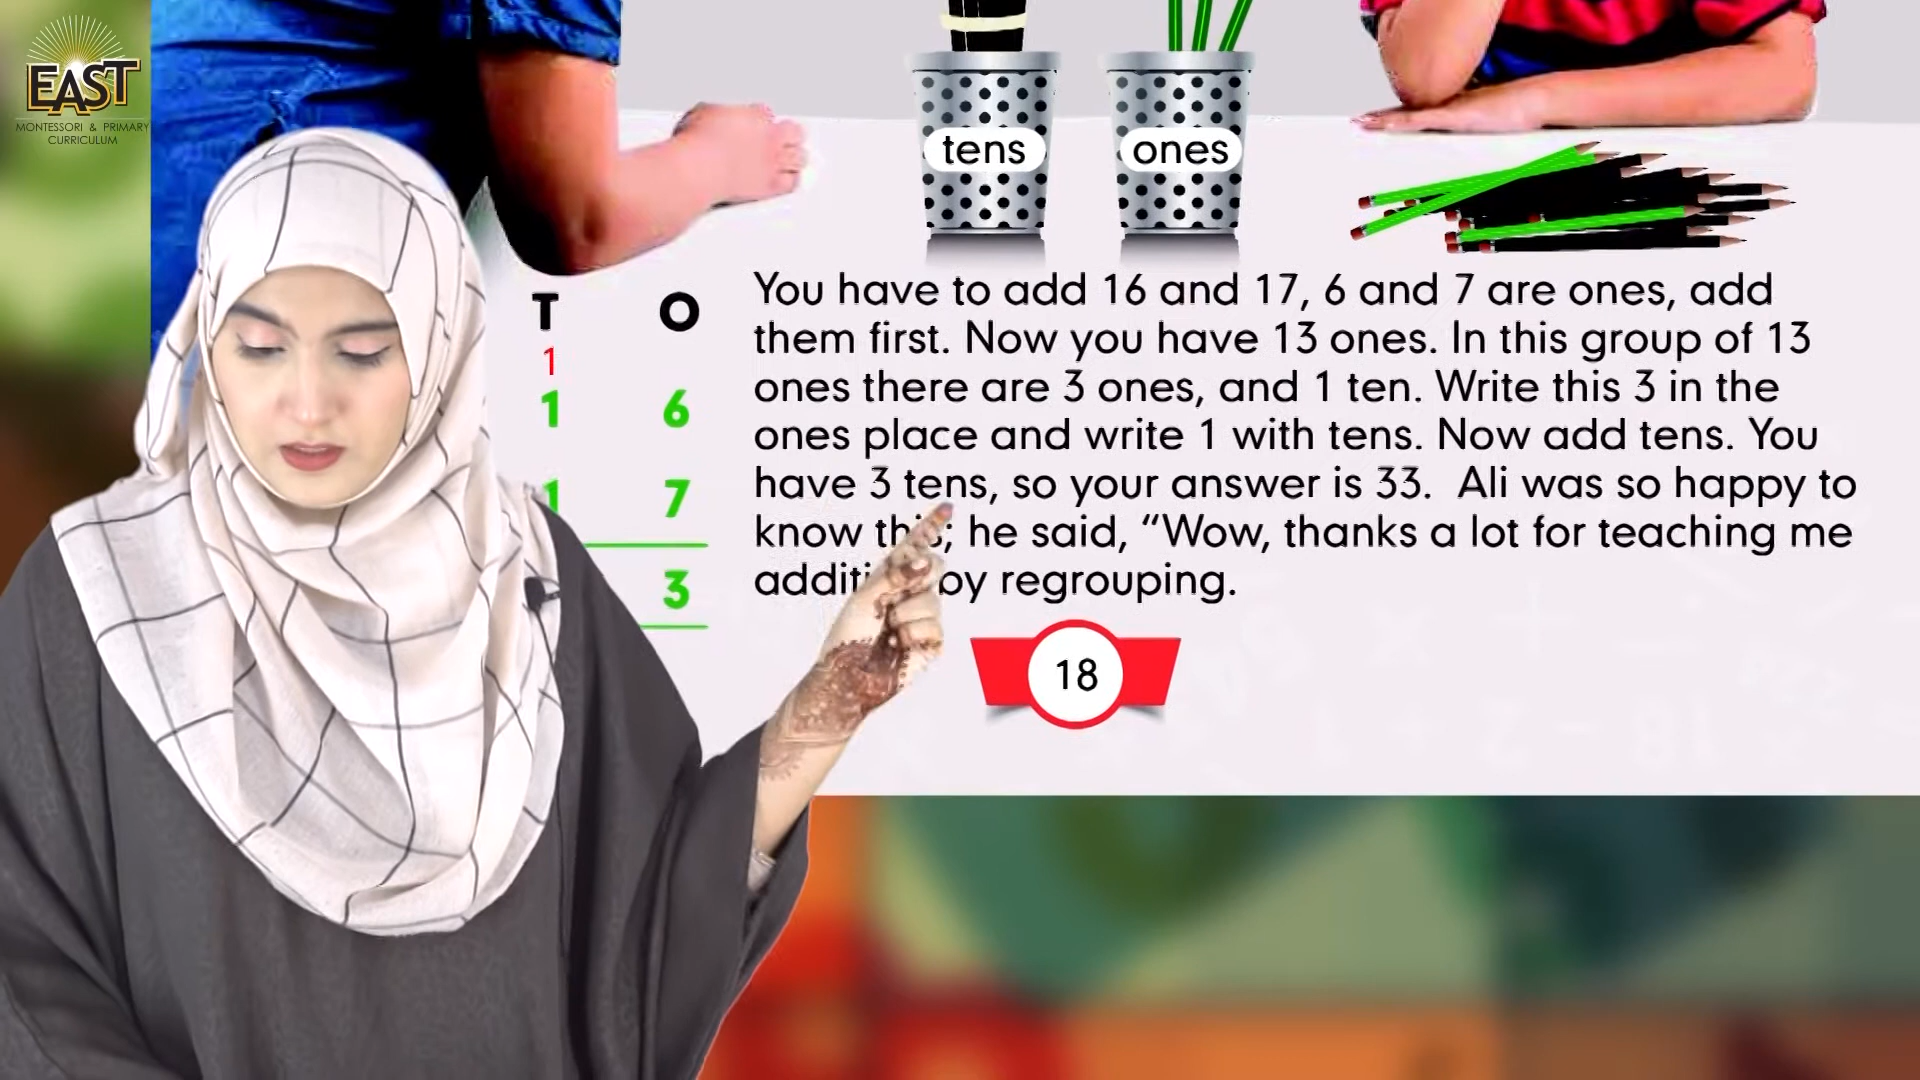 EAST
MONTESSORI & PRIMARY
CURRICULUM
tens ones
T O
1
1 6
1 7
3
You have to add 16 and 17, 6 and 7 are ones, add
them first. Now you have 13 ones. In this group of 13
ones there are 3 ones, and 1 ten. Write this 3 in the
ones place and write 1 with tens. Now add tens. You
have 3 tens, so your answer is 33. Ali was so happy to
know this; he said, “Wow, thanks a lot for teaching me
by regrouping.
18